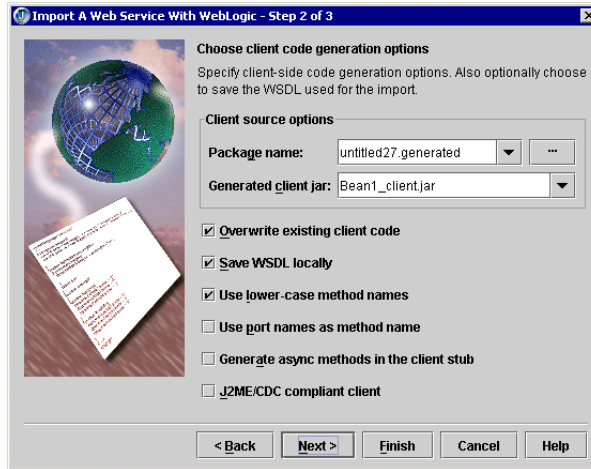 Import A Web Service With WebLogic - Step 2 of 3
Choose client code generation options
Specify client-side code generation options. Also optionally choose
to save the WSDL used for the import.
Client source options
Package name: untitled27.generated ...
Generated client jar: Bean1_client.jar
Overwrite existing client code
Save WSDL locally
Use lower-case method names
Use port names as method name
Generate async methods in the client stub
J2ME/CDC compliant client
< Back Next > Finish Cancel Help